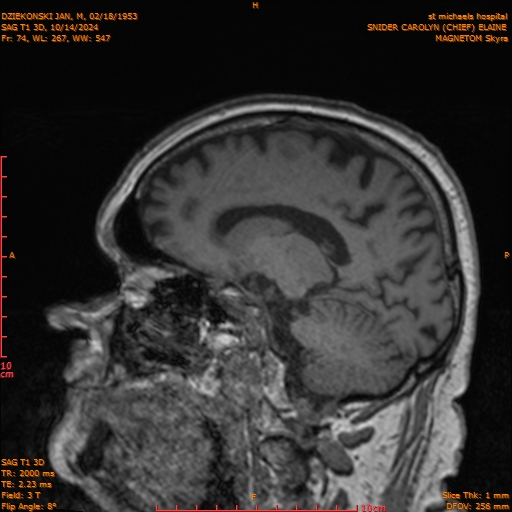 H
DZIEKONSKI JAN, M, 02/18/1953
SAG T1 3D, 10/14/2024
Fr: 74, WL: 267, WW: 547
st michaels hospital
SNIDER CAROLYN (CHIEF) ELAINE
MAGNETOM Skyra
A
P
10
cm
SAG T1 3D
TR: 2000 ms
TE: 2.23 ms
Field: 3 T
Flip Angle: 8°
F
10cm
Slice Thk: 1 mm
DFOV: 256 mm